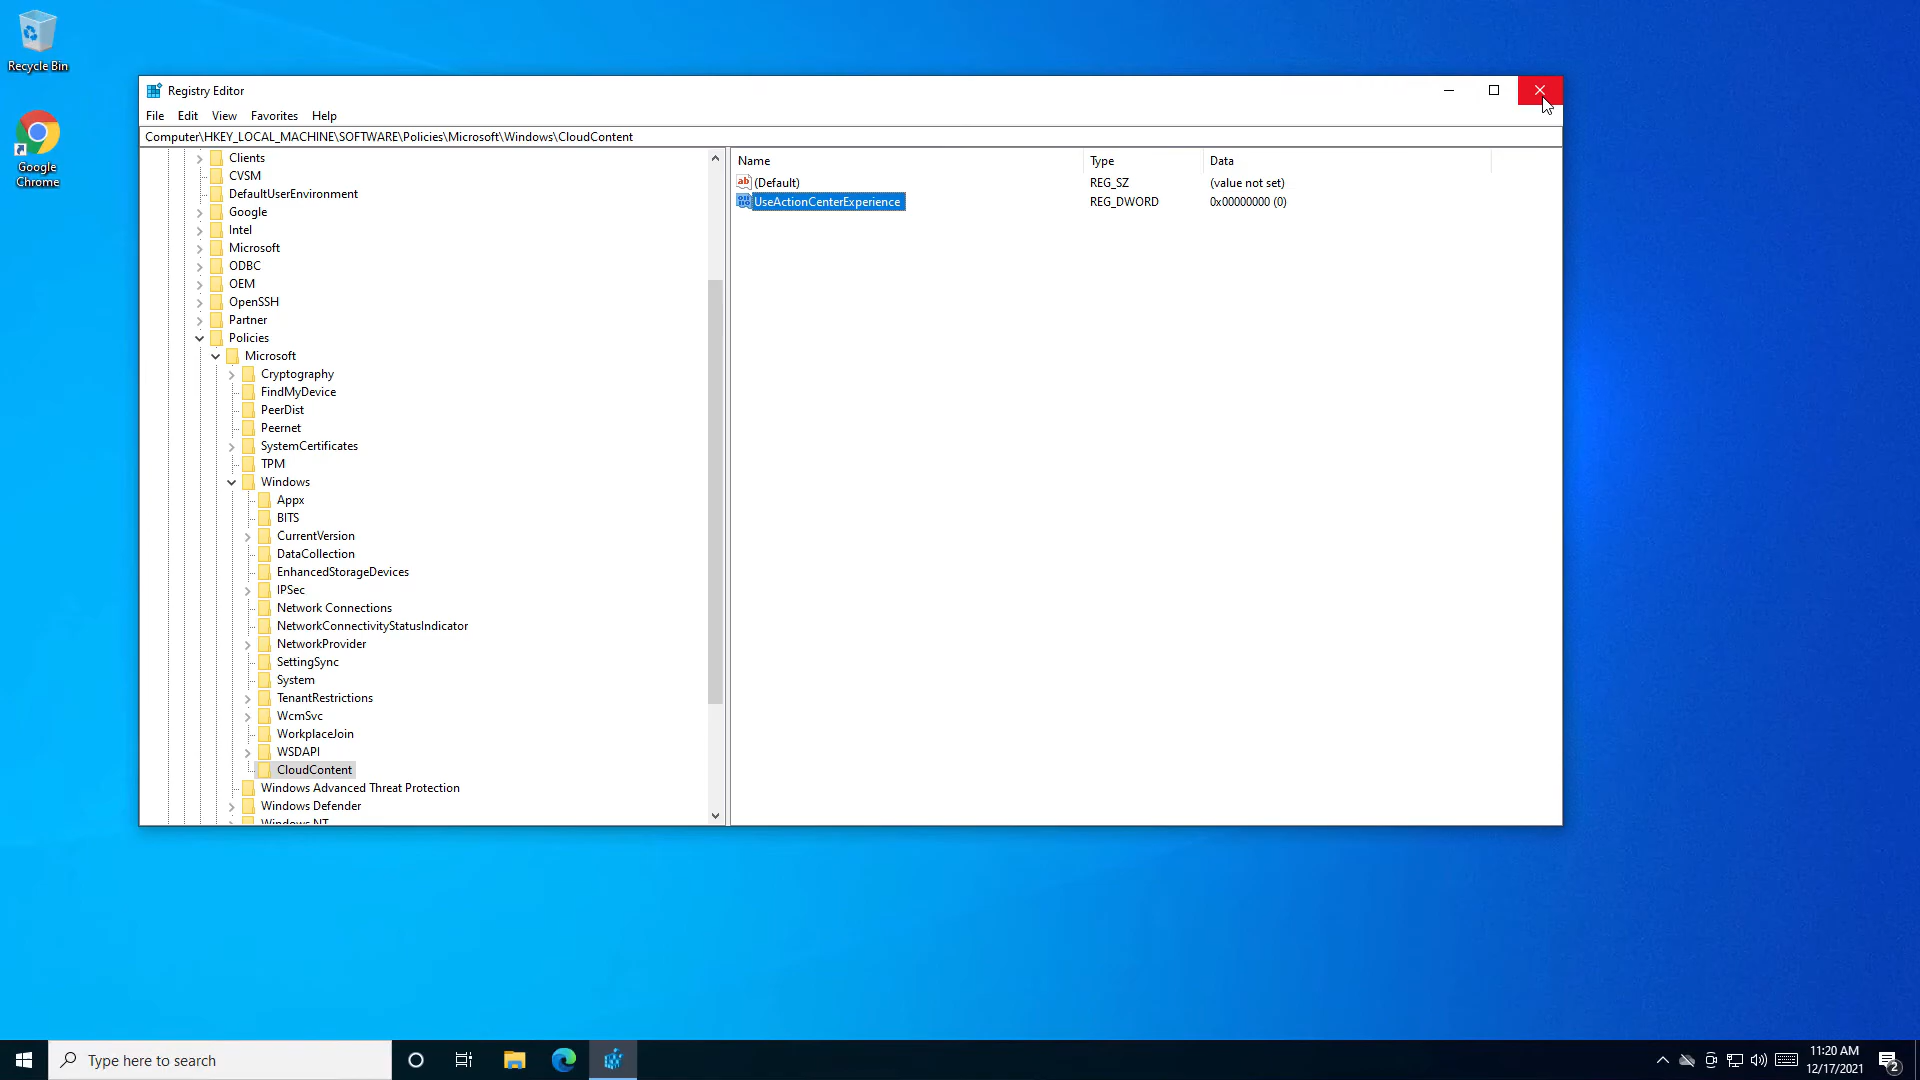 Recycle Bin
Google
Chrome
Registry Editor
File Edit View Favorites Help
Computer\HKEY_LOCAL_MACHINE\SOFTWARE\Policies\Microsoft\Windows\CloudContent
Clients
CVSM
DefaultUserEnvironment
Google
Intel
Microsoft
ODBC
OEM
OpenSSH
Partner
Policies
Microsoft
Cryptography
FindMyDevice
PeerDist
Peernet
SystemCertificates
TPM
Windows
Appx
BITS
CurrentVersion
DataCollection
EnhancedStorageDevices
IPSec
Network Connections
NetworkConnectivityStatusIndicator
NetworkProvider
SettingSync
System
TenantRestrictions
WcmSvc
WorkplaceJoin
WSDAPI
CloudContent
Windows Advanced Threat Protection
Windows Defender
Windows NT
Name Type Data
(Default) REG_SZ (value not set)
UseActionCenterExperience REG_DWORD 0x00000000 (0)
Type here to search
11:20 AM
12/17/2021
2